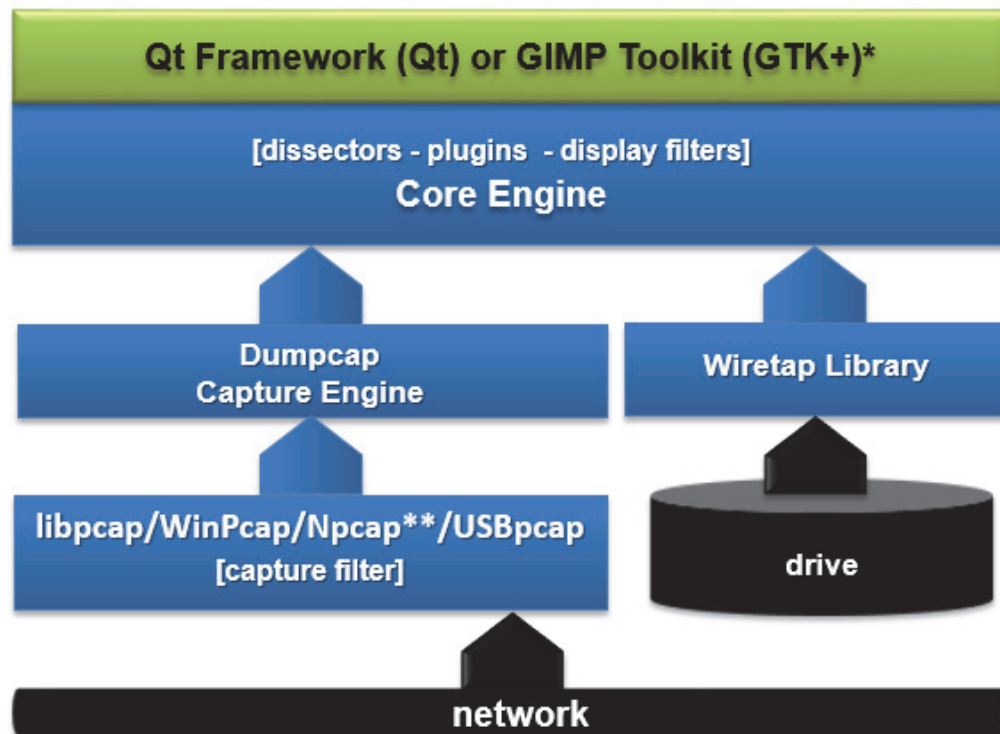 Qt Framework (Qt) or GIMP Toolkit (GTK+)*
[dissectors - plugins - display filters]
Core Engine
Dumpcap
Capture Engine
Wiretap Library
libpcap/WinPcap/Npcap**/USBpcap
[capture filter]
drive
network